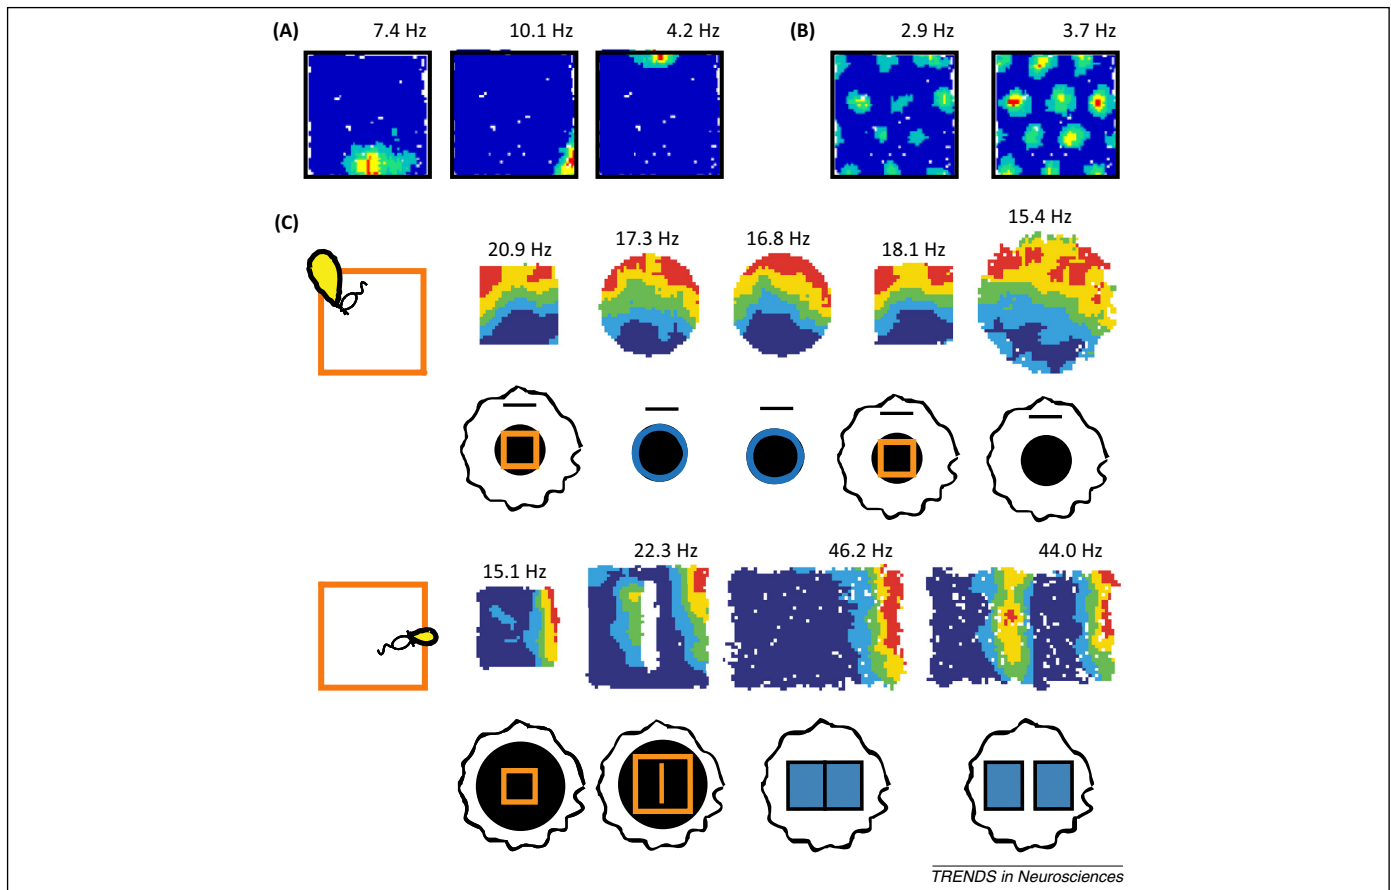 (A) 7.4 Hz 10.1 Hz 4.2 Hz (B) 2.9 Hz 3.7 Hz
(C)
20.9 Hz 17.3 Hz 16.8 Hz 18.1 Hz 15.4 Hz
15.1 Hz 22.3 Hz 46.2 Hz 44.0 Hz
TRENDS in Neurosciences